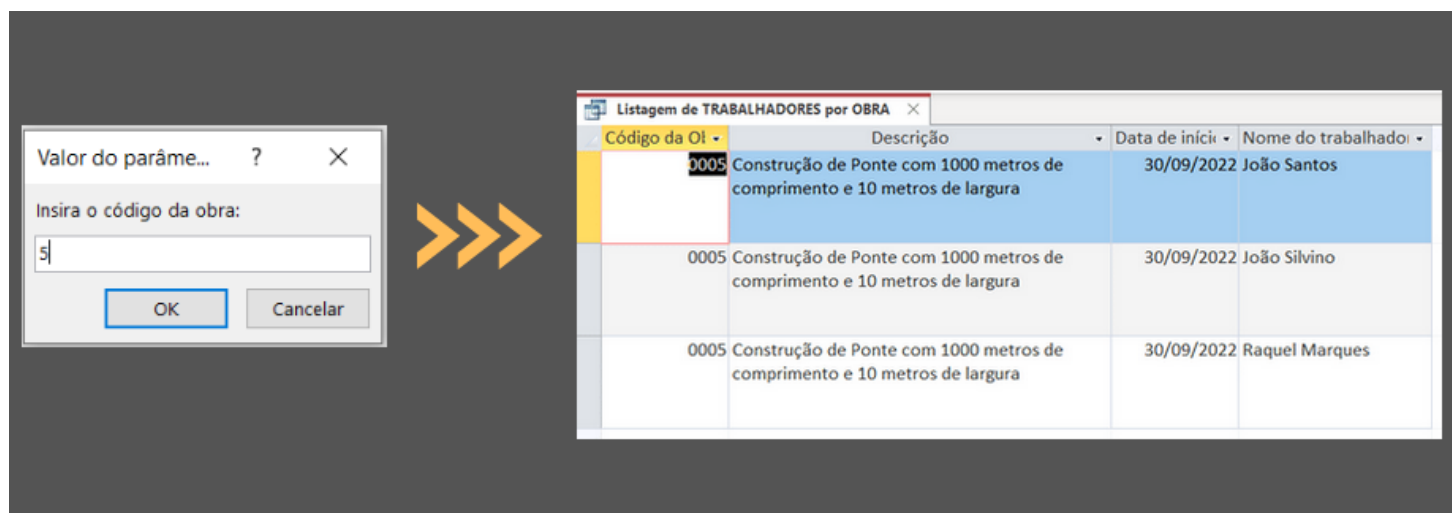 Valor do parâme...
Insira o código da obra:
5
OK Cancelar
Listagem de TRABALHADORES por OBRA
Código da Ol Descrição Data de iníci Nome do trabalhado
0005 Construção de Ponte com 1000 metros de 30/09/2022 João Santos
comprimento e 10 metros de largura
0005 Construção de Ponte com 1000 metros de 30/09/2022 João Silvino
comprimento e 10 metros de largura
0005 Construção de Ponte com 1000 metros de 30/09/2022 Raquel Marques
comprimento e 10 metros de largura